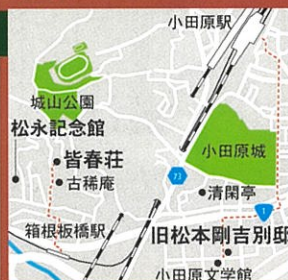 小田原駅
城山公園
松永記念館
小田原城
皆春荘
古稀庵
73
清閑亭
1
箱根板橋駅
旧松本剛吉別邸
小田原文学館